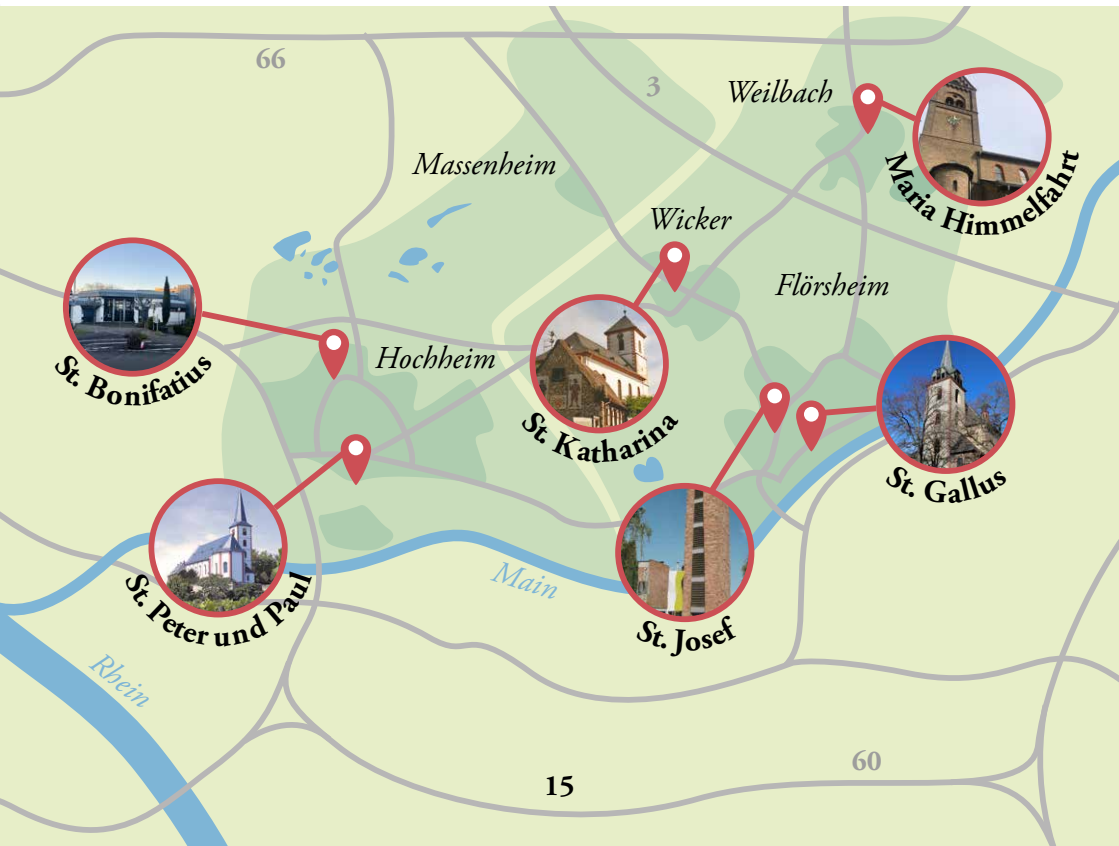 66
3
Weilbach
Massenheim
Maria Himmelfahrt
Wicker
Flörsheim
Hochheim
St. Bonifatius
St. Katharina
St. Gallus
Main
St. Peter und Paul
St. Josef
Rhein
60
15